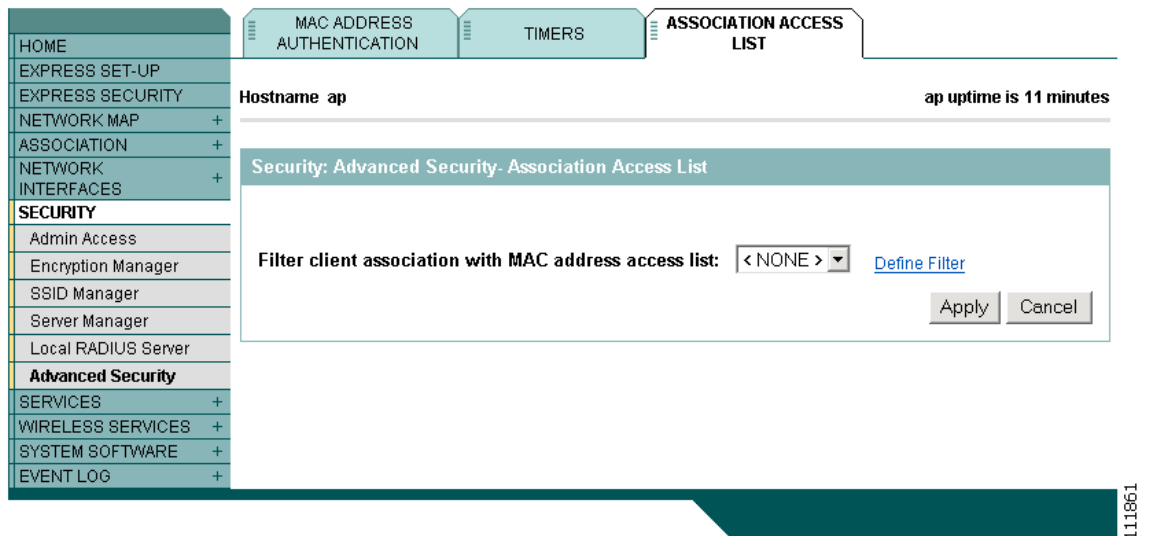 MAC ADDRESS
AUTHENTICATION
TIMERS
ASSOCIATION ACCESS
LIST
HOME
EXPRESS SET-UP
EXPRESS SECURITY
NETWORK MAP +
ASSOCIATION +
NETWORK
INTERFACES +
SECURITY
Admin Access
Encryption Manager
SSID Manager
Server Manager
Local RADIUS Server
Advanced Security
SERVICES +
WIRELESS SERVICES +
SYSTEM SOFTWARE +
EVENT LOG +
Hostname ap
ap uptime is 11 minutes
Security: Advanced Security- Association Access List
Filter client association with MAC address access list: < NONE > Define Filter
Apply Cancel
111861